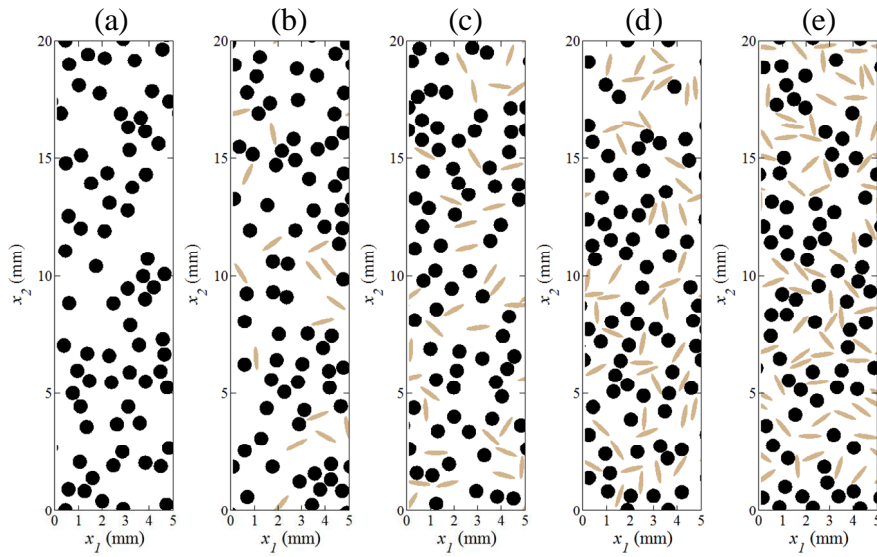 (a) (b) (c) (d) (e)
20 20 20 20 20
15 15 15 15 15
x2 (mm) x2 (mm) x2 (mm) x2 (mm) x2 (mm)
10 10 10 10 10
5 5 5 5 5
0 0 0 0 0
0 1 2 3 4 5 0 1 2 3 4 5 0 1 2 3 4 5 0 1 2 3 4 5 0 1 2 3 4 5
x1 (mm) x1 (mm) x1 (mm) x1 (mm) x1 (mm)